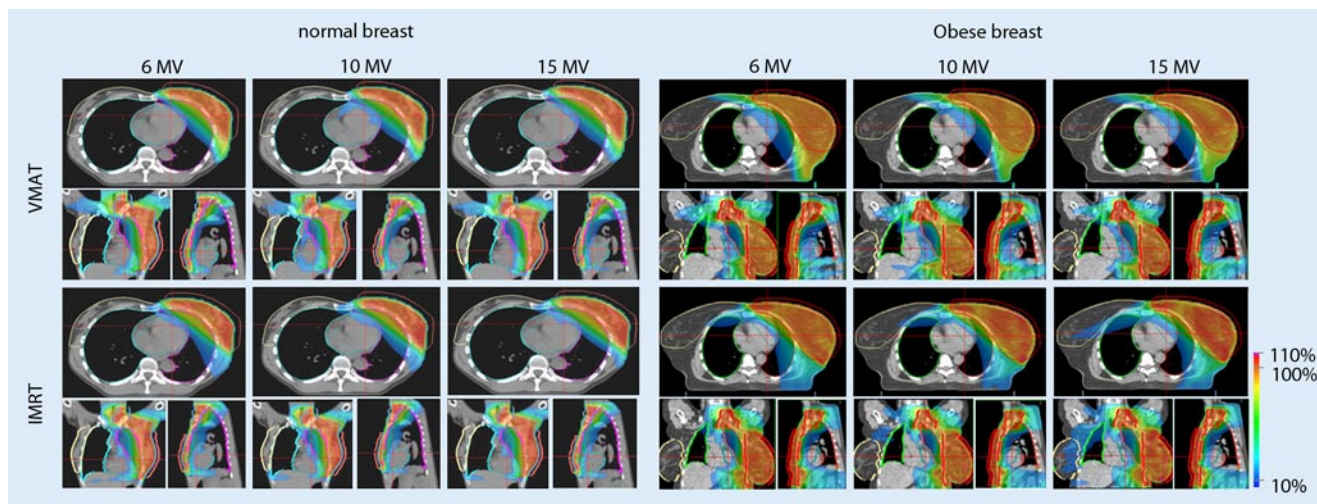 normal breast
Obese breast
6 MV
10 MV
15 MV
6 MV
10 MV
15 MV
VMAT
IMRT
110%
100%
10%